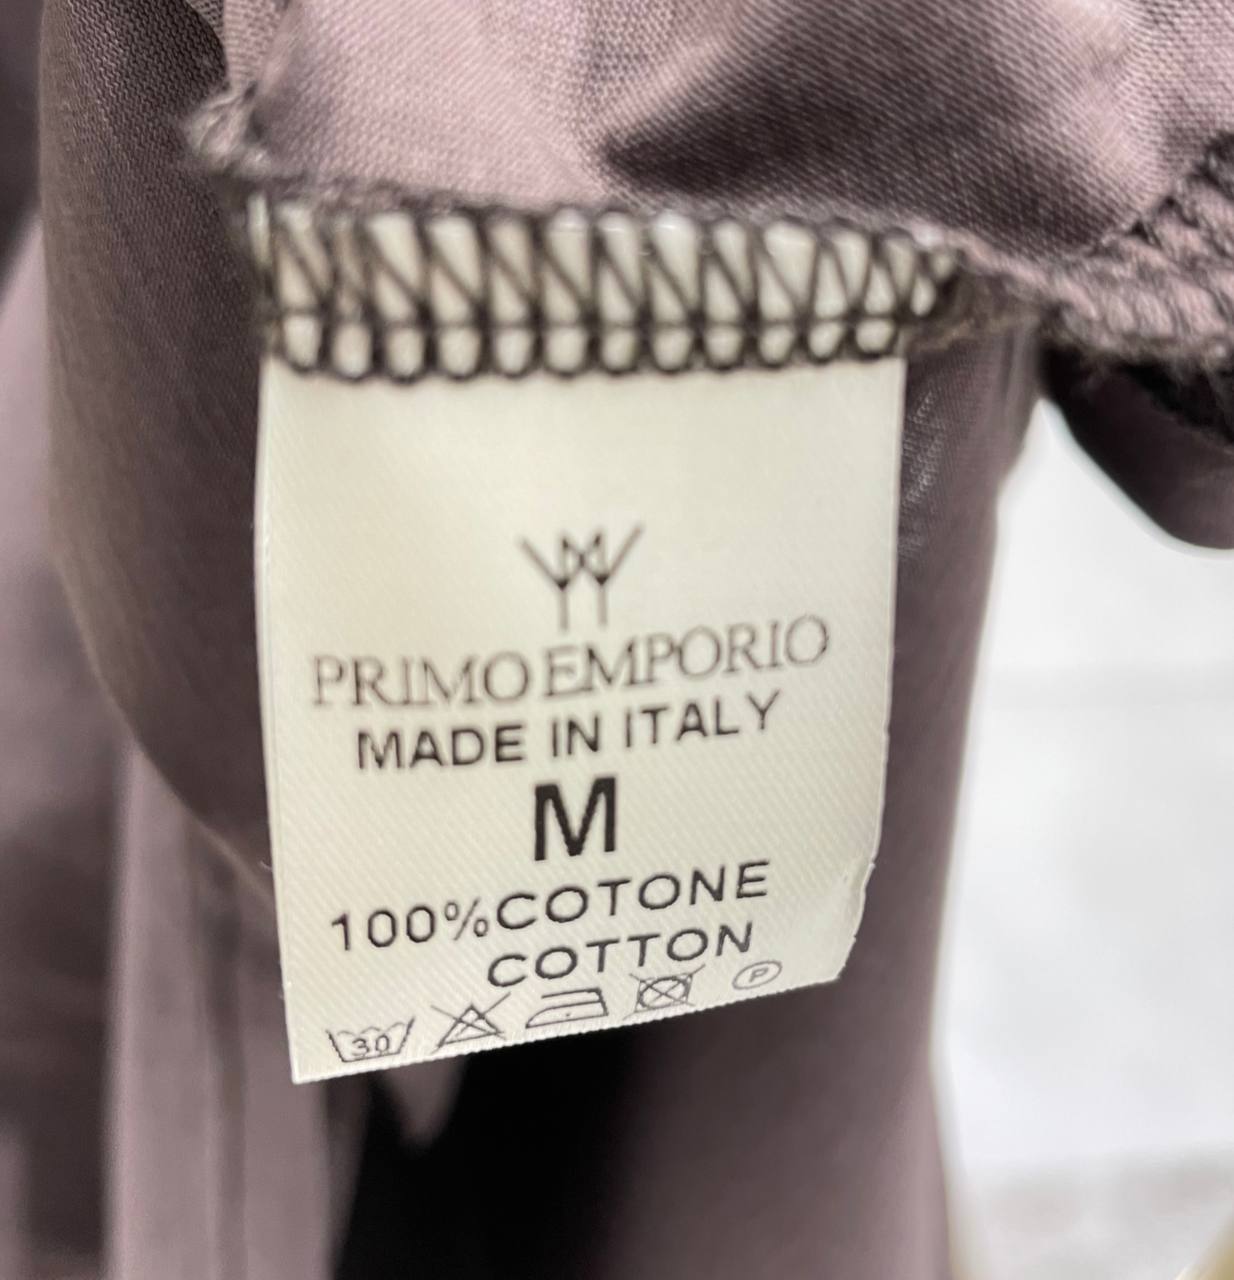 PRIMO EMPORIO
MADE IN ITALY
M
100%COTONE
COTTON
30 P